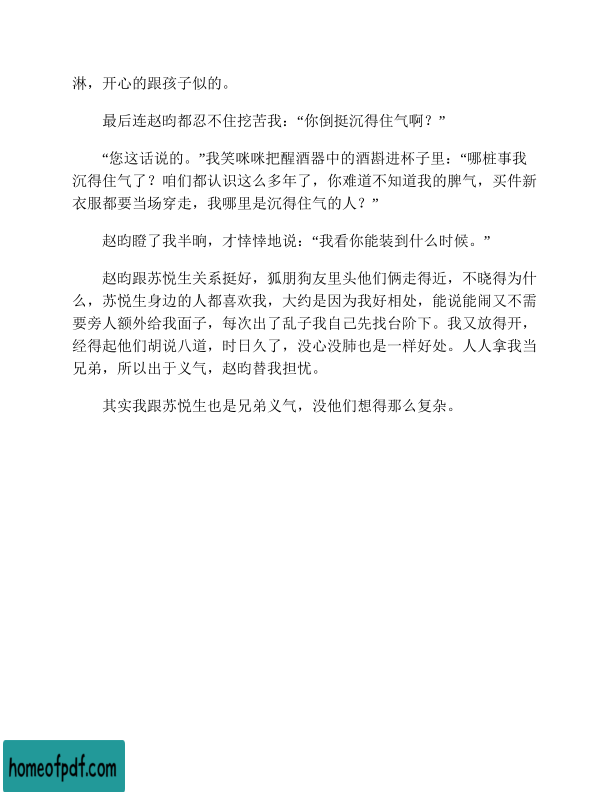 淋，开心的跟孩子似的。
最后连赵昀都忍不住挖苦我：“你倒挺沉得住气啊？”
“您这话说的。”我笑咪咪把醒酒器中的酒斟进杯子里：“哪桩事我
沉得住气了？咱们都认识这么多年了，你难道不知道我的脾气，买件新
衣服都要当场穿走，我哪里是沉得住气的人？”
赵昀瞪了我半晌，才悻悻地说：“我看你能装到什么时候。”
赵昀跟苏悦生关系挺好，狐朋狗友里头他们俩走得近，不晓得为什
么，苏悦生身边的人都喜欢我，大约是因为我好相处，能说能闹又不需
要旁人额外给我面子，每次出了乱子我自己先找台阶下。我又放得开，
经得起他们胡说八道，时日久了，没心没肺也是一样好处。人人拿我当
兄弟，所以出于义气，赵昀替我担忧。
其实我跟苏悦生也是兄弟义气，没他们想得那么复杂。
homeofpdf.com